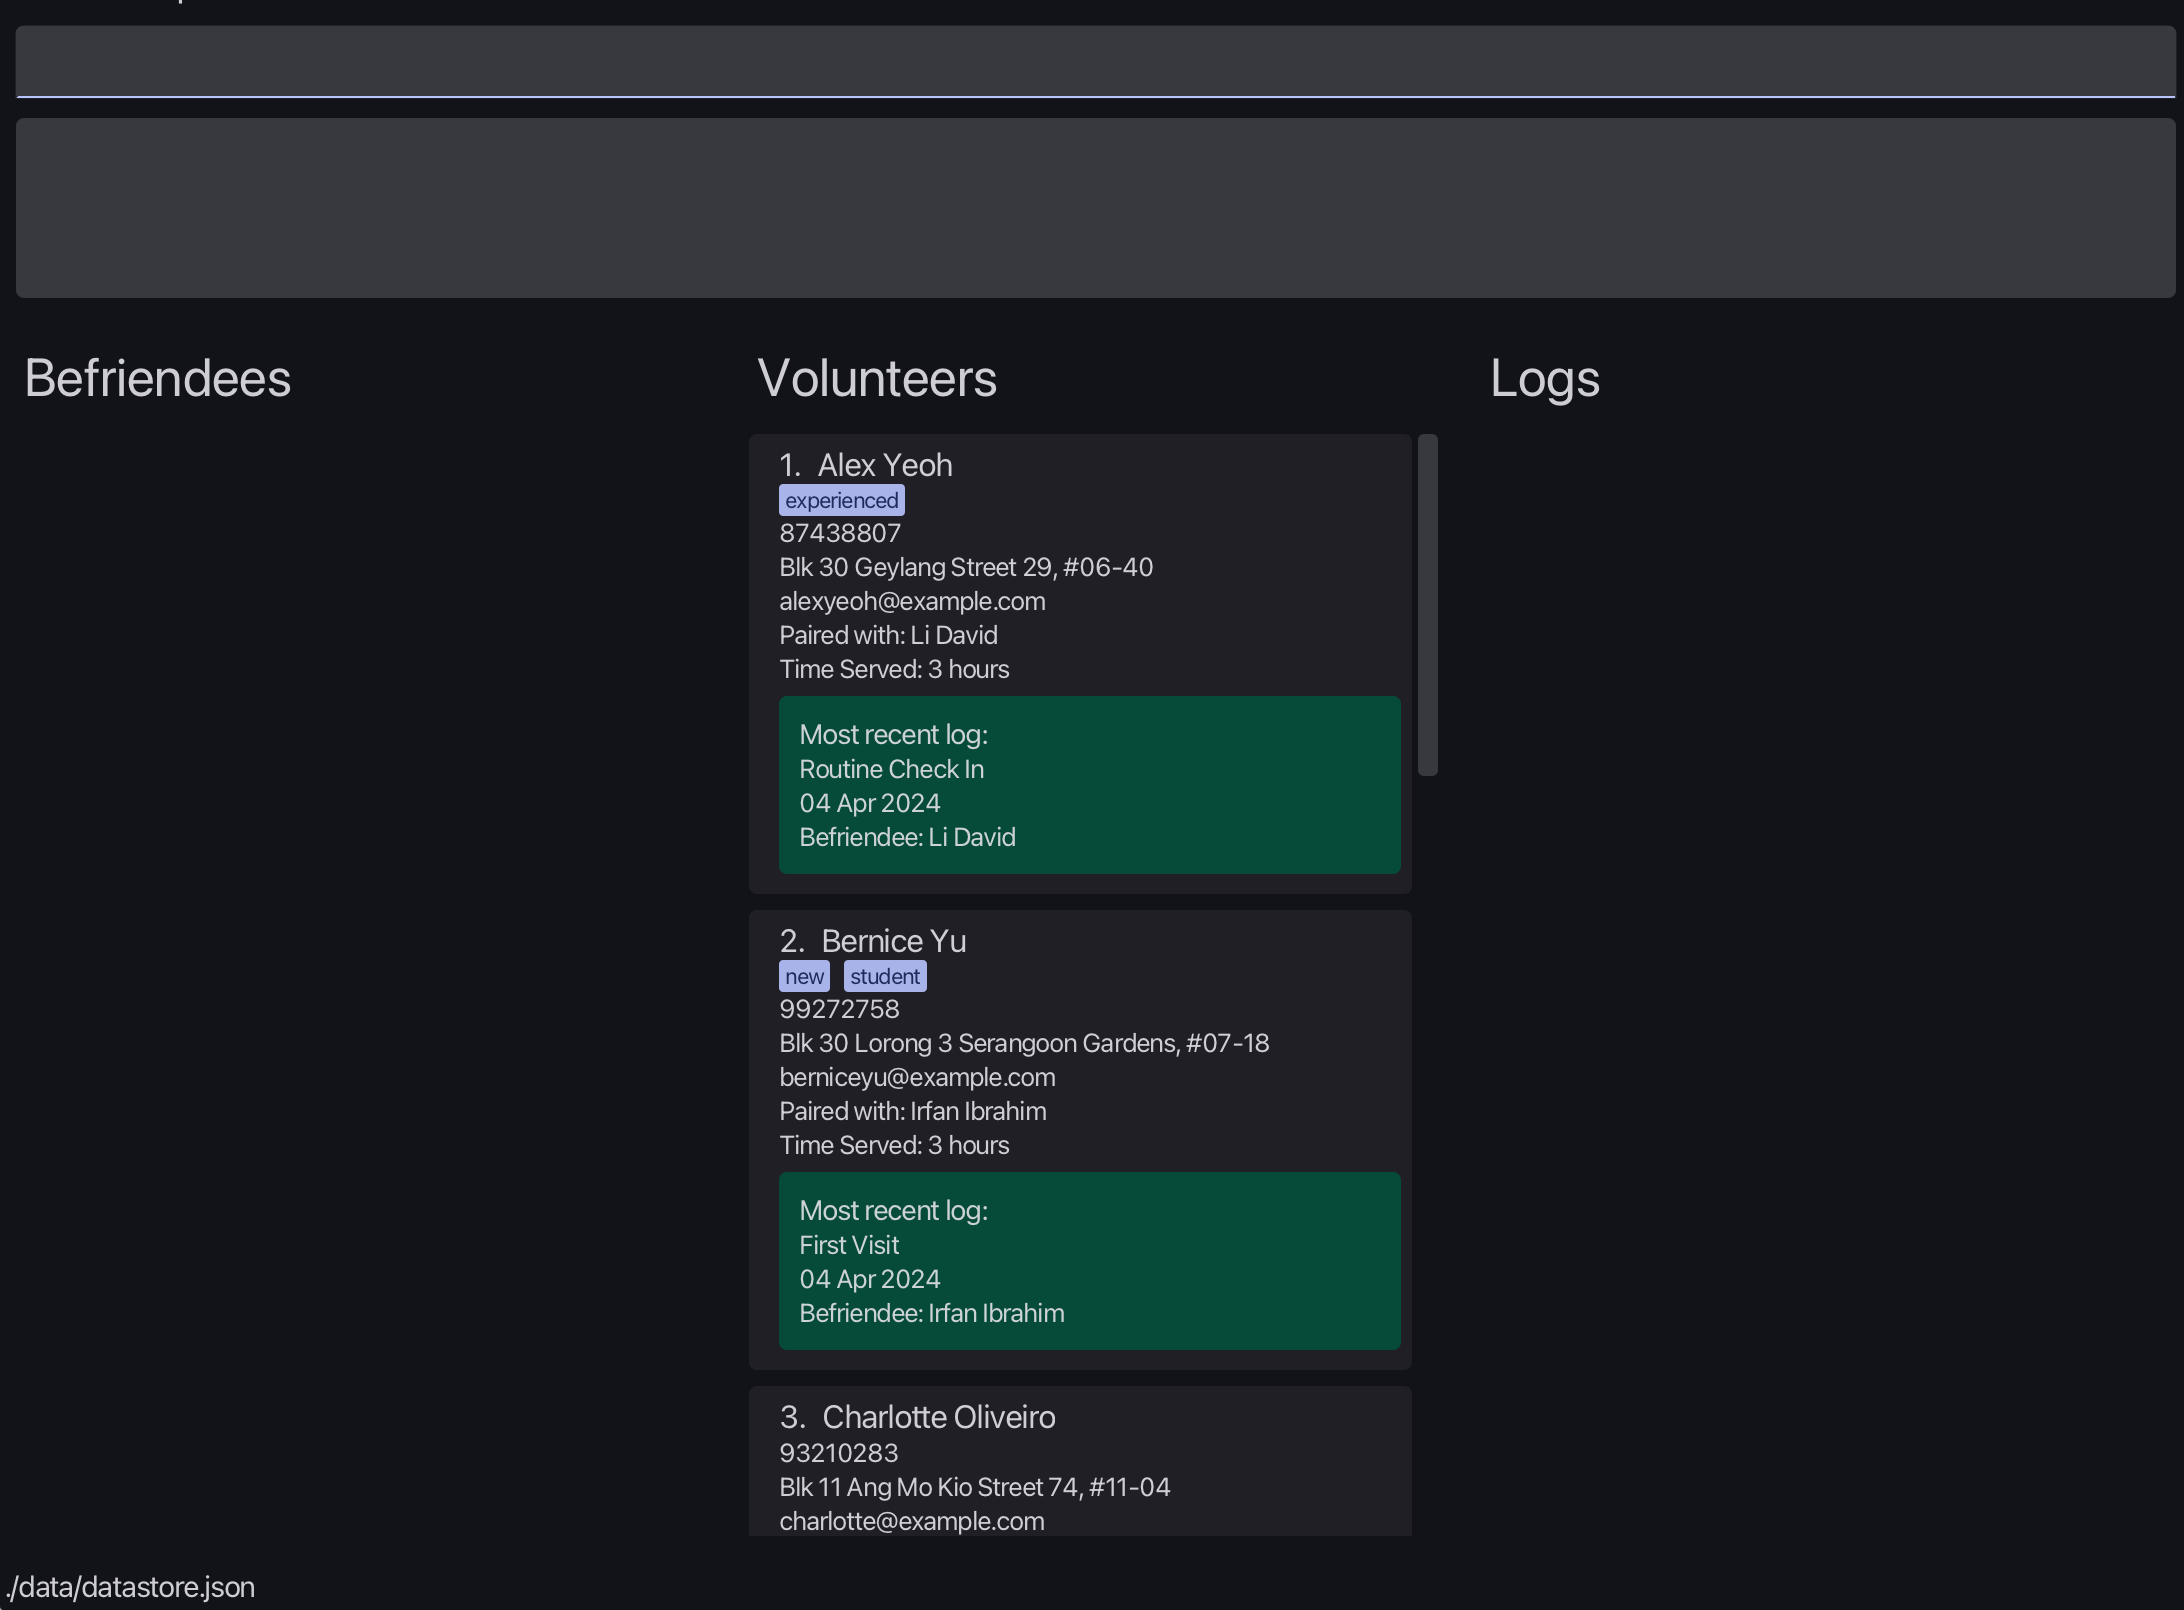 Befriendees
Volunteers
Logs
1. Alex Yeoh
experienced
87438807
Blk 30 Geylang Street 29, #06-40
alexyeoh@example.com
Paired with: Li David
Time Served: 3 hours
Most recent log:
Routine Check In
04 Apr 2024
Befriendee: Li David
2. Bernice Yu
new student
99272758
Blk 30 Lorong 3 Serangoon Gardens, #07-18
berniceyu@example.com
Paired with: Irfan Ibrahim
Time Served: 3 hours
Most recent log:
First Visit
04 Apr 2024
Befriendee: Irfan Ibrahim
3. Charlotte Oliveiro
93210283
Blk 11 Ang Mo Kio Street 74, #11-04
charlotte@example.com
./data/datastore.json